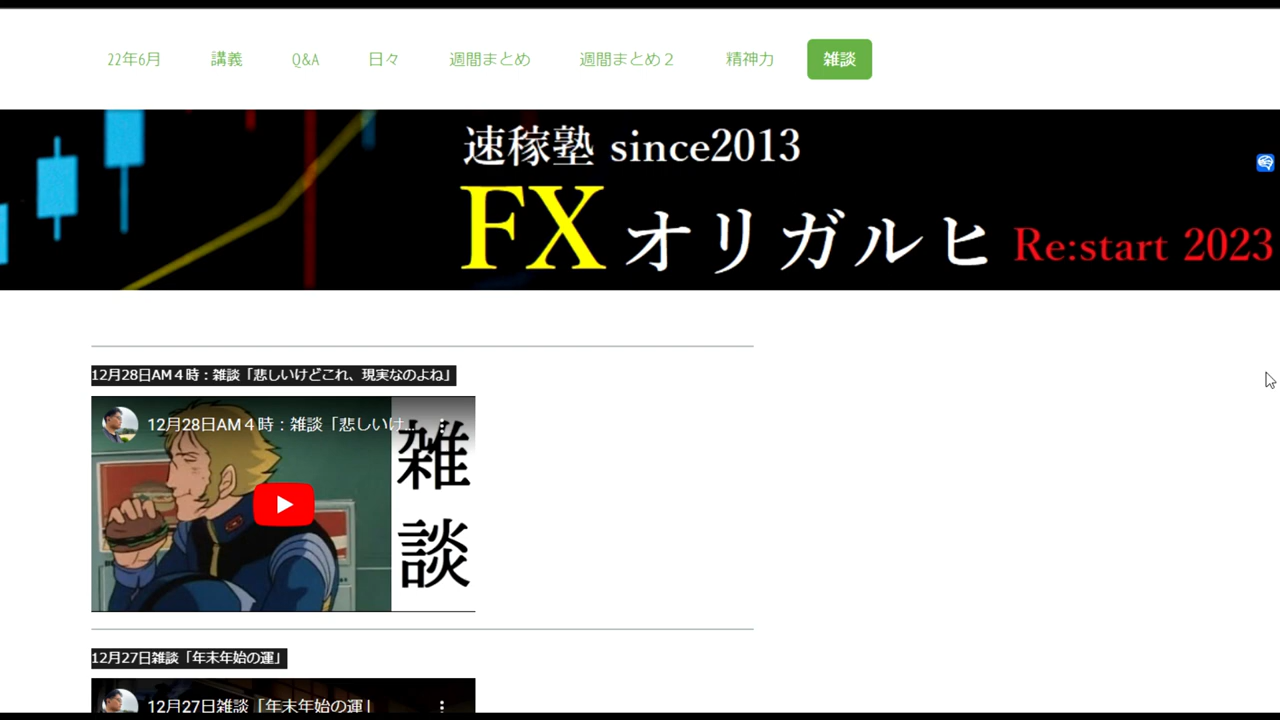 22年6月 講義 Q&A 日々 週間まとめ 週間まとめ２ 精神力 雑談
速稼塾 since2013
FX オリガルヒ Re:start 2023
12月28日AM４時：雑談「悲しいけどこれ、現実なのよね」
12月28日AM４時：雑談「悲しいけ...
雑談
12月27日雑談「年末年始の運」
12月27日雑談「年末年始の運」